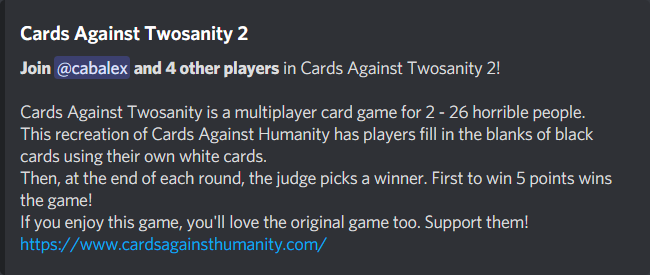 Cards Against Twosanity 2
Join @cabalex and 4 other players in Cards Against Twosanity 2!
Cards Against Twosanity is a multiplayer card game for 2 - 26 horrible people.
This recreation of Cards Against Humanity has players fill in the blanks of black
cards using their own white cards.
Then, at the end of each round, the judge picks a winner. First to win 5 points wins
the game!
If you enjoy this game, you'll love the original game too. Support them!
https://www.cardsagainsthumanity.com/